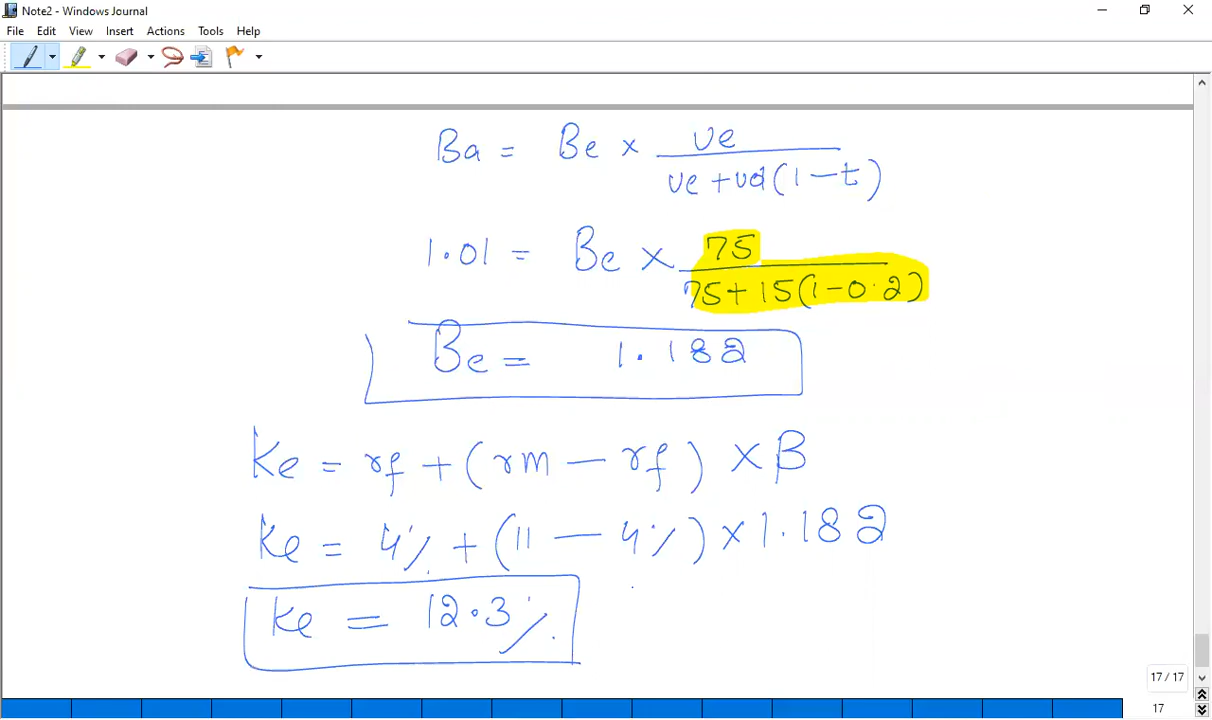 Note2 - Windows Journal
File Edit View Insert Actions Tools Help
Ba = Be × ve / ve + vd (1 - t)
1.01 = Be × 75 / 75 + 15 (1 - 0.2)
Be = 1.182
Ke = rf + (rm - rf) × β
Ke = 4% + (11 - 4%) × 1.182
Ke = 12.3%
17 / 17
17